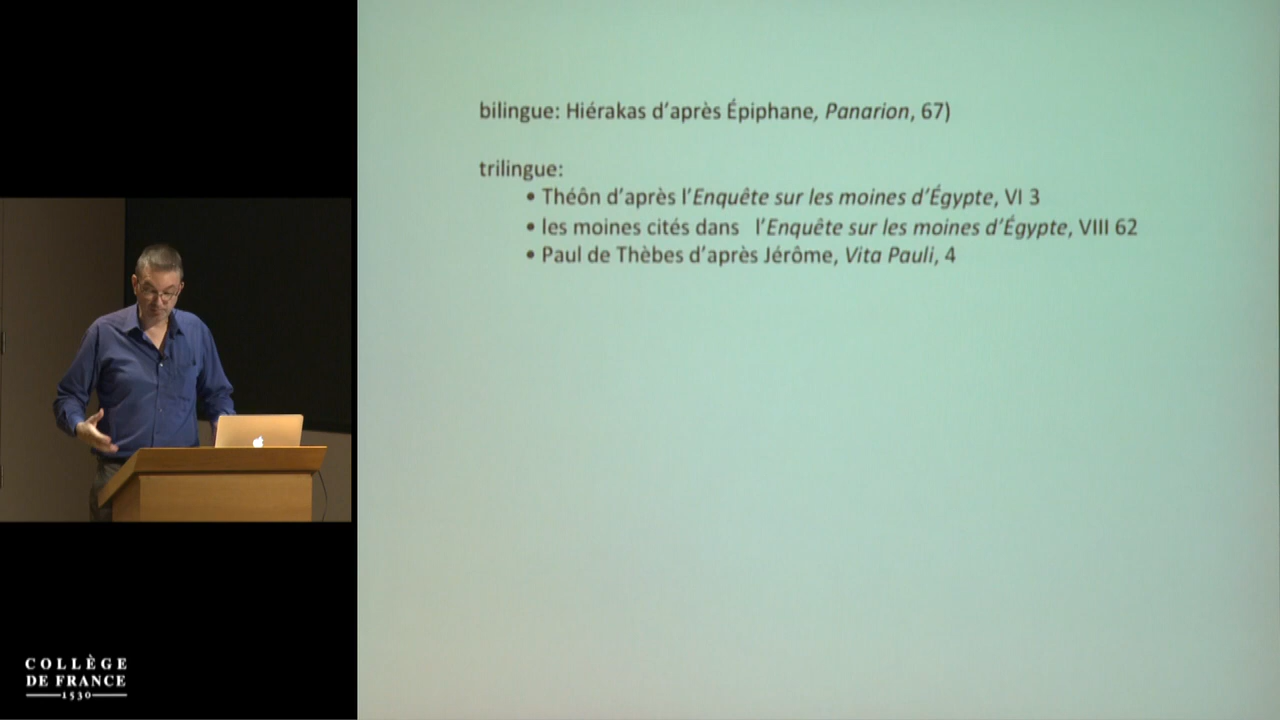 bilingue: Hiérakas d’après Épiphane, Panarion, 67)
trilingue:
• Théôn d’après l’Enquête sur les moines d’Égypte, VI 3
• les moines cités dans l’Enquête sur les moines d’Égypte, VIII 62
• Paul de Thèbes d’après Jérôme, Vita Pauli, 4
COLLÈGE
DE FRANCE
1530